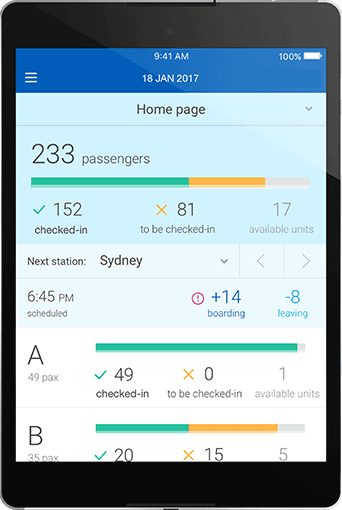 9:41 AM 100%
18 JAN 2017
Home page
233 passengers
152 81 17
checked-in to be checked-in available units
Next station: Sydney
6:45 PM +14 -8
scheduled boarding leaving
A
49 0 1
49 pax checked-in to be checked-in available units
B
35 pax 20 15 5